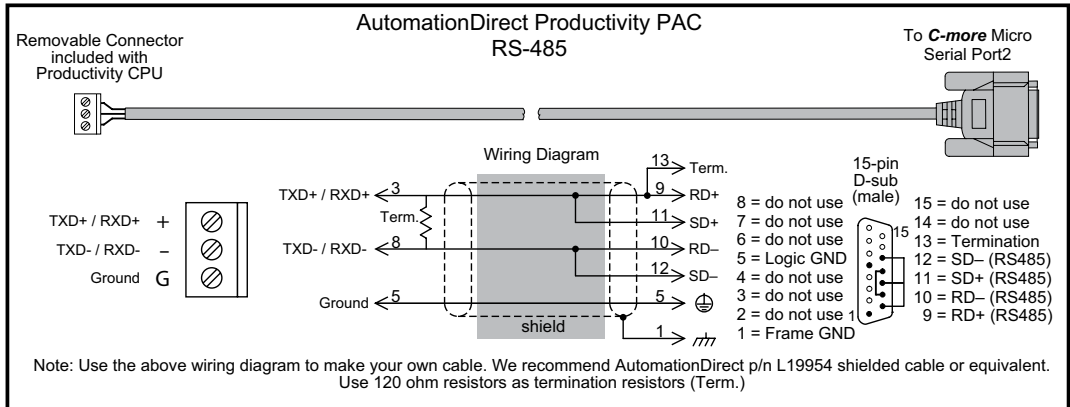 AutomationDirect Productivity PAC
RS-485
Removable Connector
included with
Productivity CPU
To C-more Micro
Serial Port2
Wiring Diagram
TXD+ / RXD+ +
TXD- / RXD- –
Ground G
TXD+ / RXD+ 3
Term.
TXD- / RXD- 8
Ground 5
shield
13 Term.
9 RD+
11 SD+
10 RD–
12 SD–
5
1
8 = do not use
7 = do not use
6 = do not use
5 = Logic GND
4 = do not use
3 = do not use
2 = do not use
1 = Frame GND
15-pin
D-sub
(male)
15
1
15 = do not use
14 = do not use
13 = Termination
12 = SD– (RS485)
11 = SD+ (RS485)
10 = RD– (RS485)
9 = RD+ (RS485)
Note: Use the above wiring diagram to make your own cable. We recommend AutomationDirect p/n L19954 shielded cable or equivalent.
Use 120 ohm resistors as termination resistors (Term.)